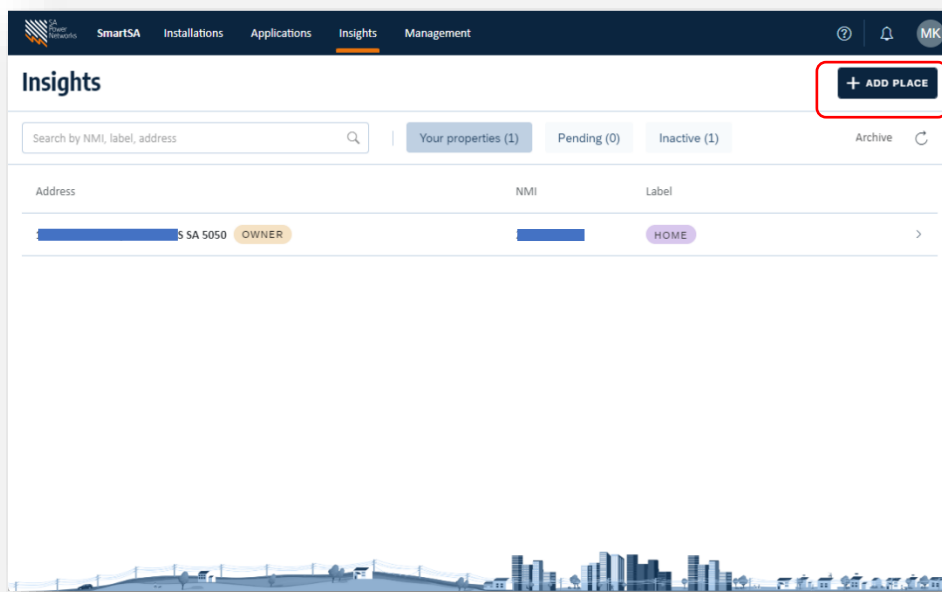 SA
Power
Networks
SmartSA Installations Applications Insights Management MK
Insights
+ ADD PLACE
Search by NMI, label, address Your properties (1) Pending (0) Inactive (1) Archive
Address NMI Label
S SA 5050 OWNER HOME